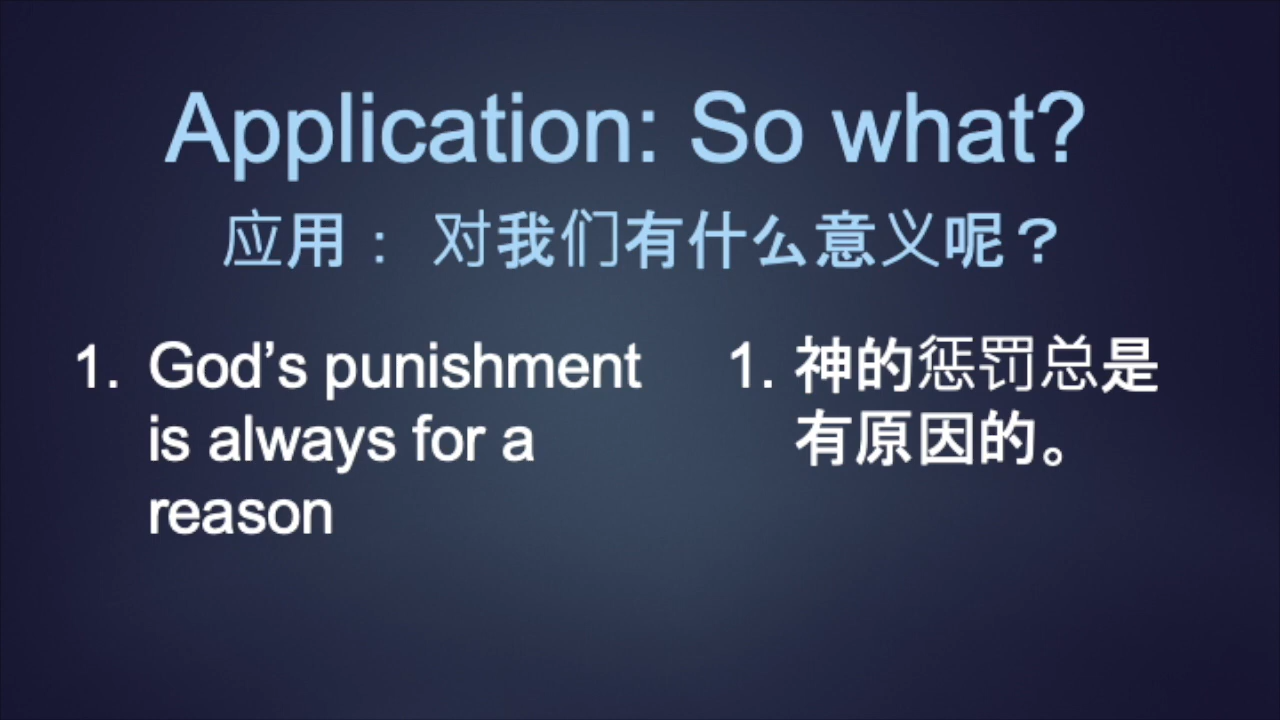 Application: So what?
应用： 对我们有什么意义呢？
1. God’s punishment
is always for a
reason
1. 神的惩罚总是
有原因的。